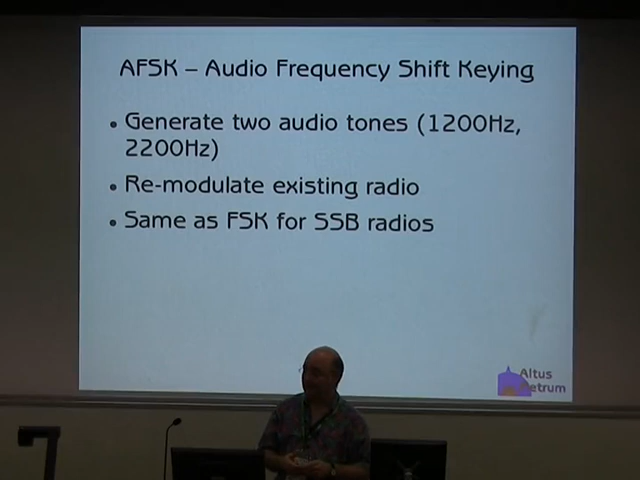 AFSK – Audio Frequency Shift Keying
• Generate two audio tones (1200Hz,
2200Hz)
• Re-modulate existing radio
• Same as FSK for SSB radios
Altus
Metrum